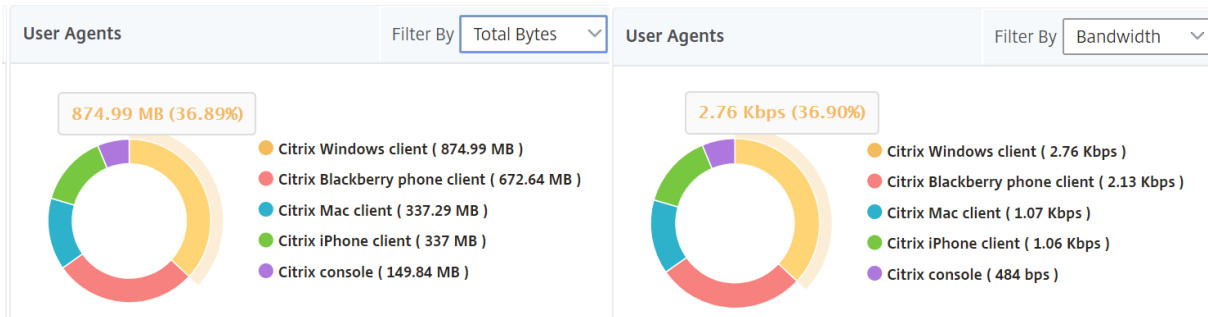 User Agents
Filter By Total Bytes
874.99 MB (36.89%)
Citrix Windows client ( 874.99 MB )
Citrix Blackberry phone client ( 672.64 MB )
Citrix Mac client ( 337.29 MB )
Citrix iPhone client ( 337 MB )
Citrix console ( 149.84 MB )
User Agents
Filter By Bandwidth
2.76 Kbps (36.90%)
Citrix Windows client ( 2.76 Kbps )
Citrix Blackberry phone client ( 2.13 Kbps )
Citrix Mac client ( 1.07 Kbps )
Citrix iPhone client ( 1.06 Kbps )
Citrix console ( 484 bps )